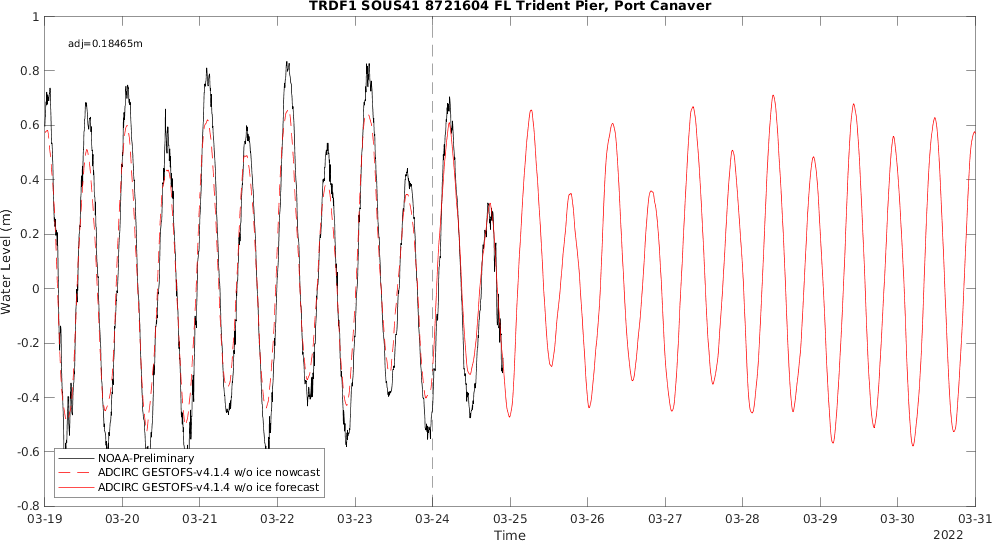 TRDF1 SOUS41 8721604 FL Trident Pier, Port Canaver
adj=0.18465m
1
0.8
0.6
0.4
0.2
0
-0.2
-0.4
-0.6
-0.8
Water Level (m)
NOAA-Preliminary
ADCIRC GESTOFS-v4.1.4 w/o ice nowcast
ADCIRC GESTOFS-v4.1.4 w/o ice forecast
03-19 03-20 03-21 03-22 03-23 03-24 03-25 03-26 03-27 03-28 03-29 03-30 03-31
Time
2022